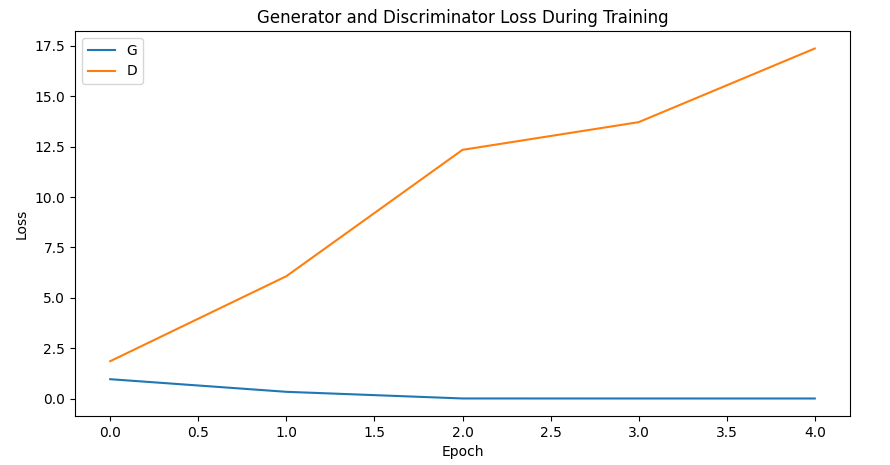 Generator and Discriminator Loss During Training
G
D
17.5
15.0
12.5
10.0
7.5
5.0
2.5
0.0
Loss
0.0 0.5 1.0 1.5 2.0 2.5 3.0 3.5 4.0
Epoch